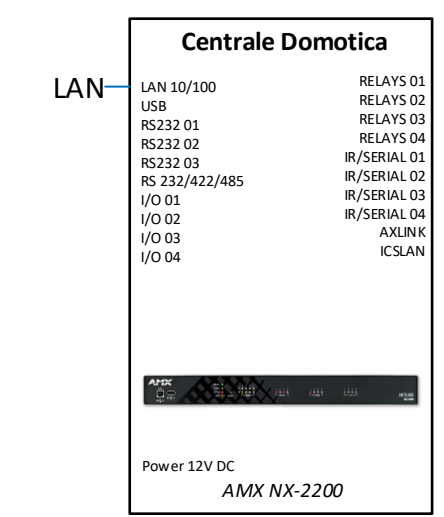 Centrale Domotica
LAN
LAN 10/100
USB
RS232 01
RS232 02
RS232 03
RS 232/422/485
I/O 01
I/O 02
I/O 03
I/O 04
RELAYS 01
RELAYS 02
RELAYS 03
RELAYS 04
IR/SERIAL 01
IR/SERIAL 02
IR/SERIAL 03
IR/SERIAL 04
AXLINK
ICSLAN
AMX
Power 12V DC
AMX NX-2200